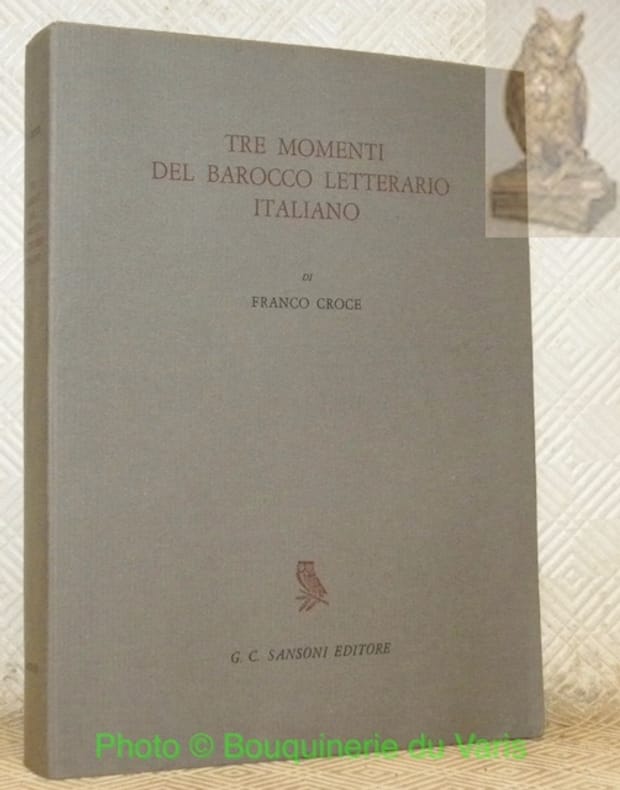 TRE MOMENTI
DEL BAROCCO LETTERARIO
ITALIANO
DI
FRANCO CROCE
G. C. SANSONI EDITORE
Photo © Bouquinerie du Varis